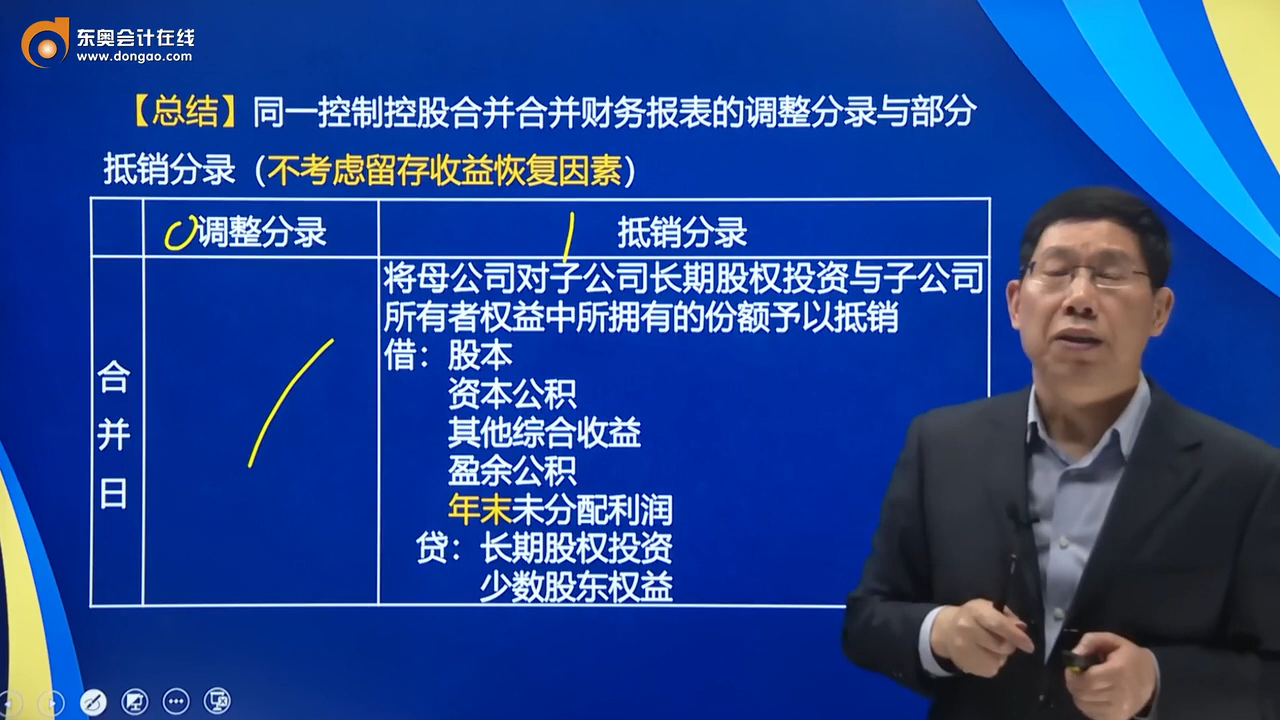 东奥会计在线
www.dongao.com
【总结】同一控制控股合并合并财务报表的调整分录与部分
抵销分录（不考虑留存收益恢复因素）
调整分录
抵销分录
合并日
将母公司对子公司长期股权投资与子公司
所有者权益中所拥有的份额予以抵销
借：股本
资本公积
其他综合收益
盈余公积
年末未分配利润
贷：长期股权投资
少数股东权益